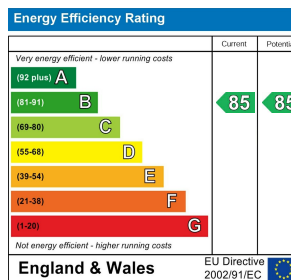 Energy Efficiency Rating
Current Potentia
Very energy efficient - lower running costs
(92 plus) A
(81-91) B 85 85
(69-80) C
(55-68) D
(39-54) E
(21-38) F
(1-20) G
Not energy efficient - higher running costs
England & Wales
EU Directive
2002/91/EC